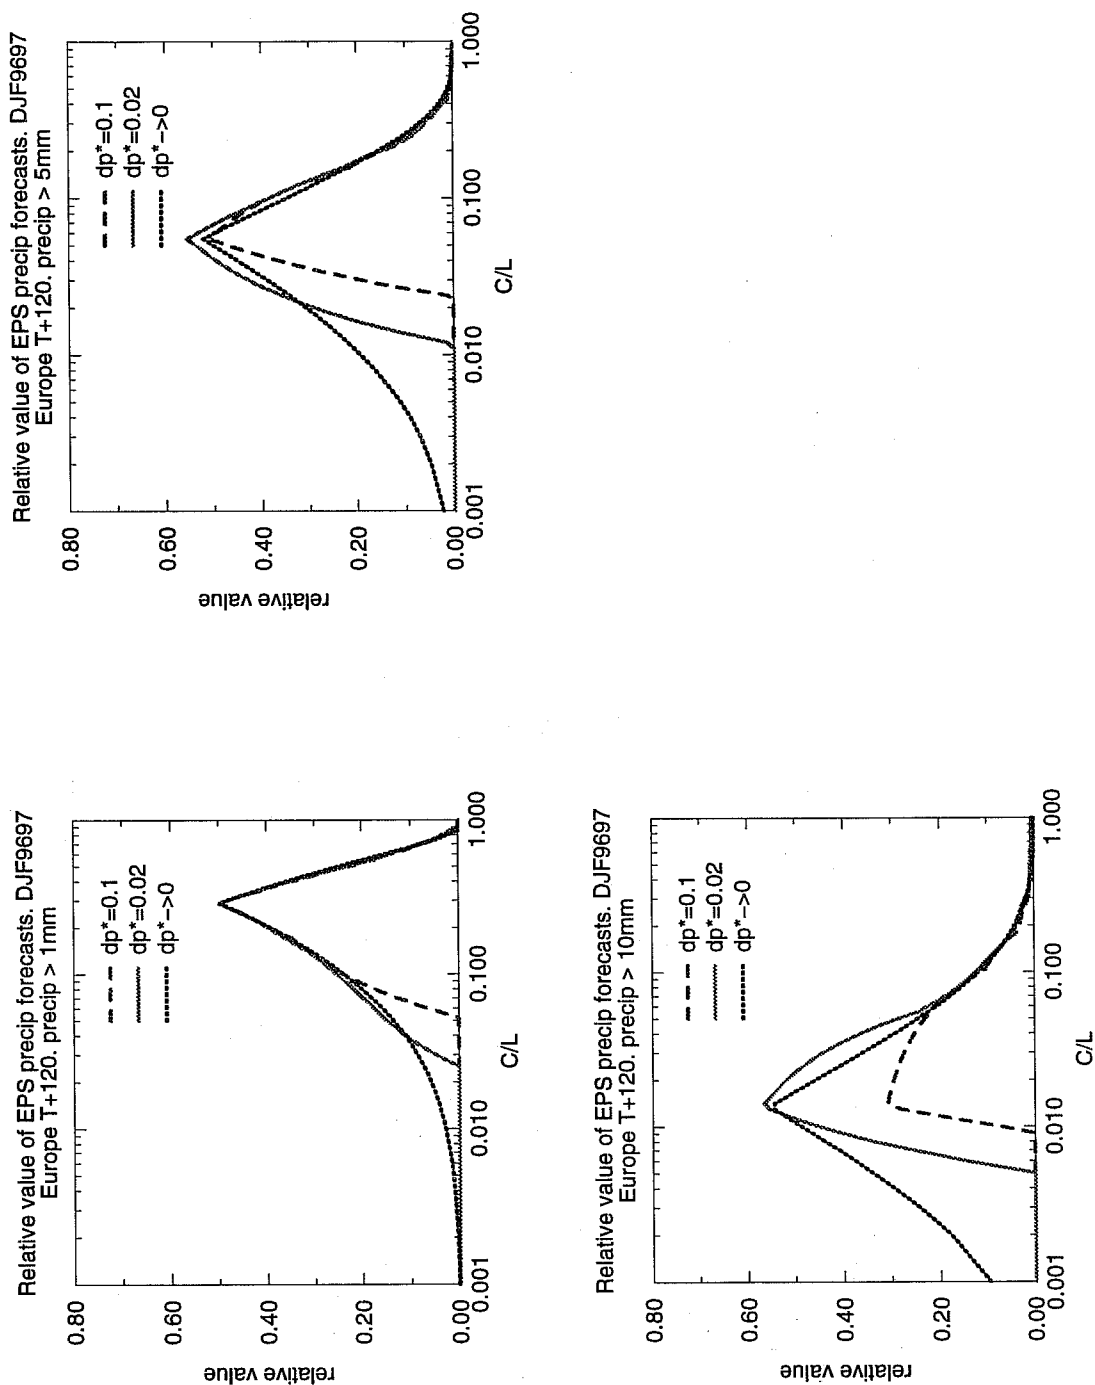 Relative value of EPS precip forecasts. DJF9697
Europe T+120. precip > 1mm
dp*=0.1
dp*=0.02
dp*->0
relative value
0.80
0.60
0.40
0.20
0.00
0.001
0.010
0.100
1.000
C/L
Relative value of EPS precip forecasts. DJF9697
Europe T+120. precip > 5mm
dp*=0.1
dp*=0.02
dp*->0
relative value
0.80
0.60
0.40
0.20
0.00
0.001
0.010
0.100
1.000
C/L
Relative value of EPS precip forecasts. DJF9697
Europe T+120. precip > 10mm
dp*=0.1
dp*=0.02
dp*->0
relative value
0.80
0.60
0.40
0.20
0.00
0.001
0.010
0.100
1.000
C/L